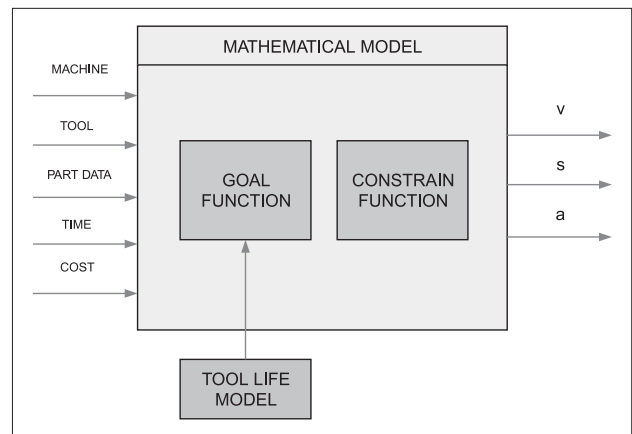 MATHEMATICAL MODEL
MACHINE
TOOL
PART DATA
TIME
COST
GOAL
FUNCTION
CONSTRAIN
FUNCTION
v
s
a
TOOL LIFE
MODEL